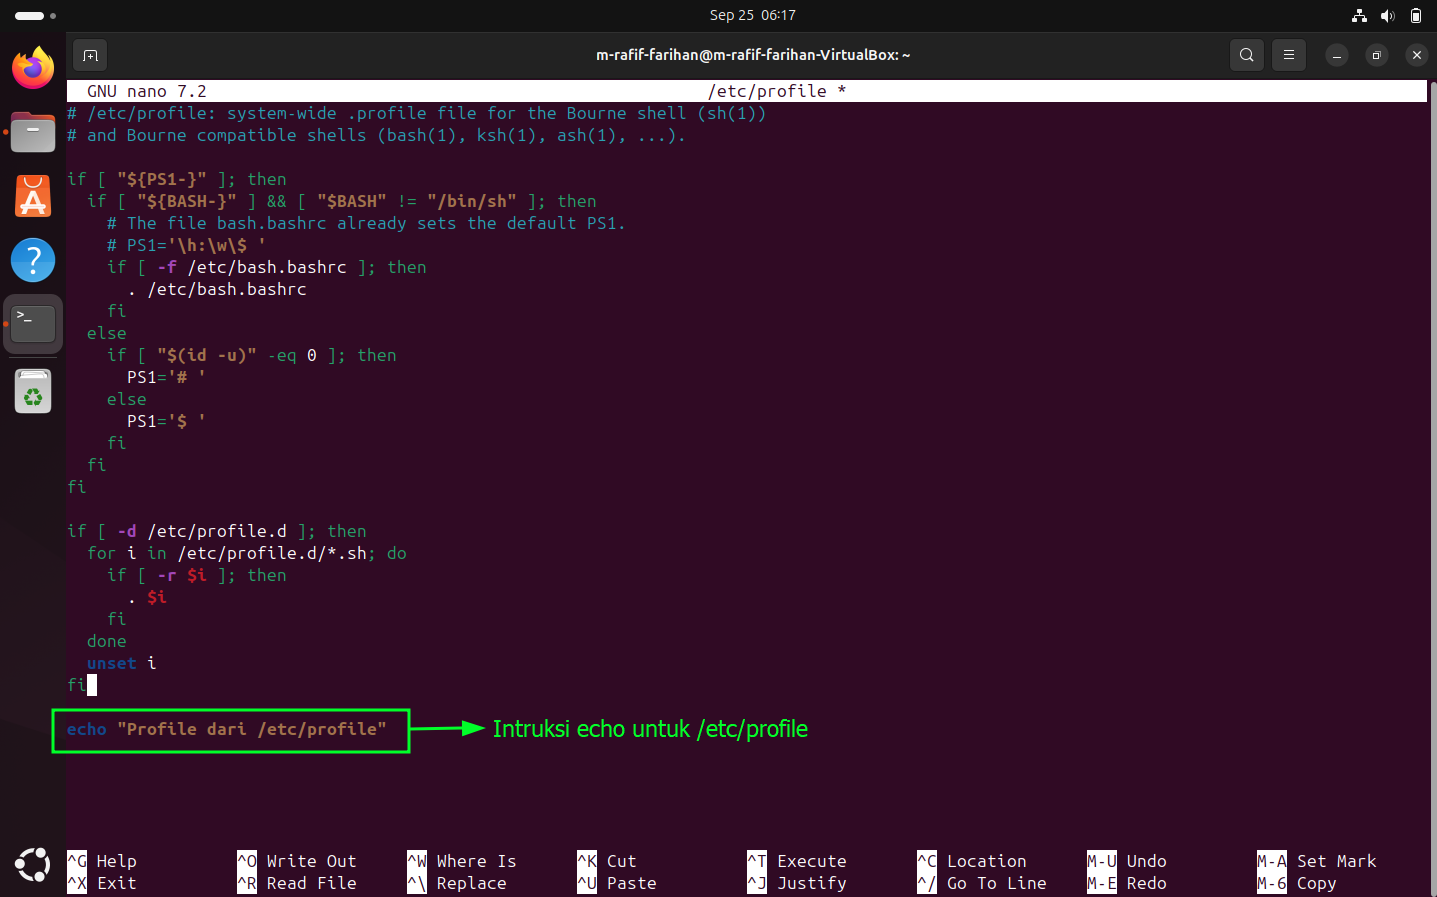 Sep 25 06:17
m-rafif-farihan@m-rafif-farihan-VirtualBox: ~
GNU nano 7.2 /etc/profile *
# /etc/profile: system-wide .profile file for the Bourne shell (sh(1))
# and Bourne compatible shells (bash(1), ksh(1), ash(1), ...).
if [ "${PS1-}" ]; then
if [ "${BASH-}" ] && [ "$BASH" != "/bin/sh" ]; then
# The file bash.bashrc already sets the default PS1.
# PS1='\h:\w\$ '
if [ -f /etc/bash.bashrc ]; then
. /etc/bash.bashrc
fi
else
if [ "$(id -u)" -eq 0 ]; then
PS1='# '
else
PS1='$ '
fi
fi
fi
if [ -d /etc/profile.d ]; then
for i in /etc/profile.d/*.sh; do
if [ -r $i ]; then
. $i
fi
done
unset i
fi
echo "Profile dari /etc/profile" Intruksi echo untuk /etc/profile
^G Help ^O Write Out ^W Where Is ^K Cut ^T Execute ^C Location M-U Undo M-A Set Mark
^X Exit ^R Read File ^\ Replace ^U Paste ^J Justify ^/ Go To Line M-E Redo M-6 Copy